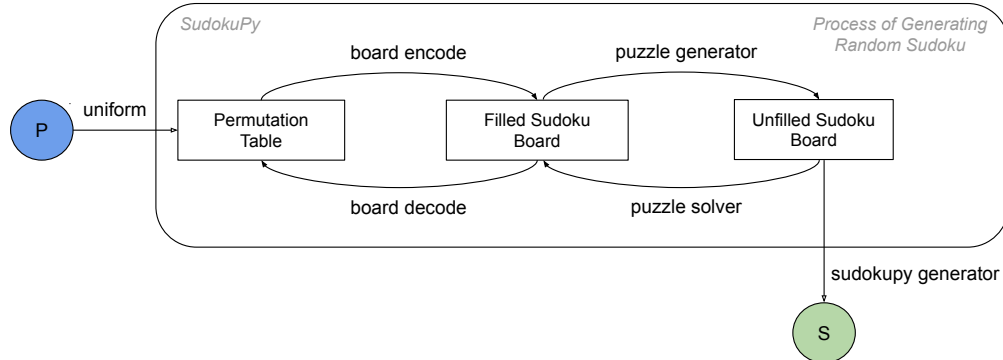 SudokuPy
Process of Generating
Random Sudoku
board encode
puzzle generator
uniform
P
Permutation
Table
Filled Sudoku
Board
Unfilled Sudoku
Board
board decode
puzzle solver
sudokupy generator
S